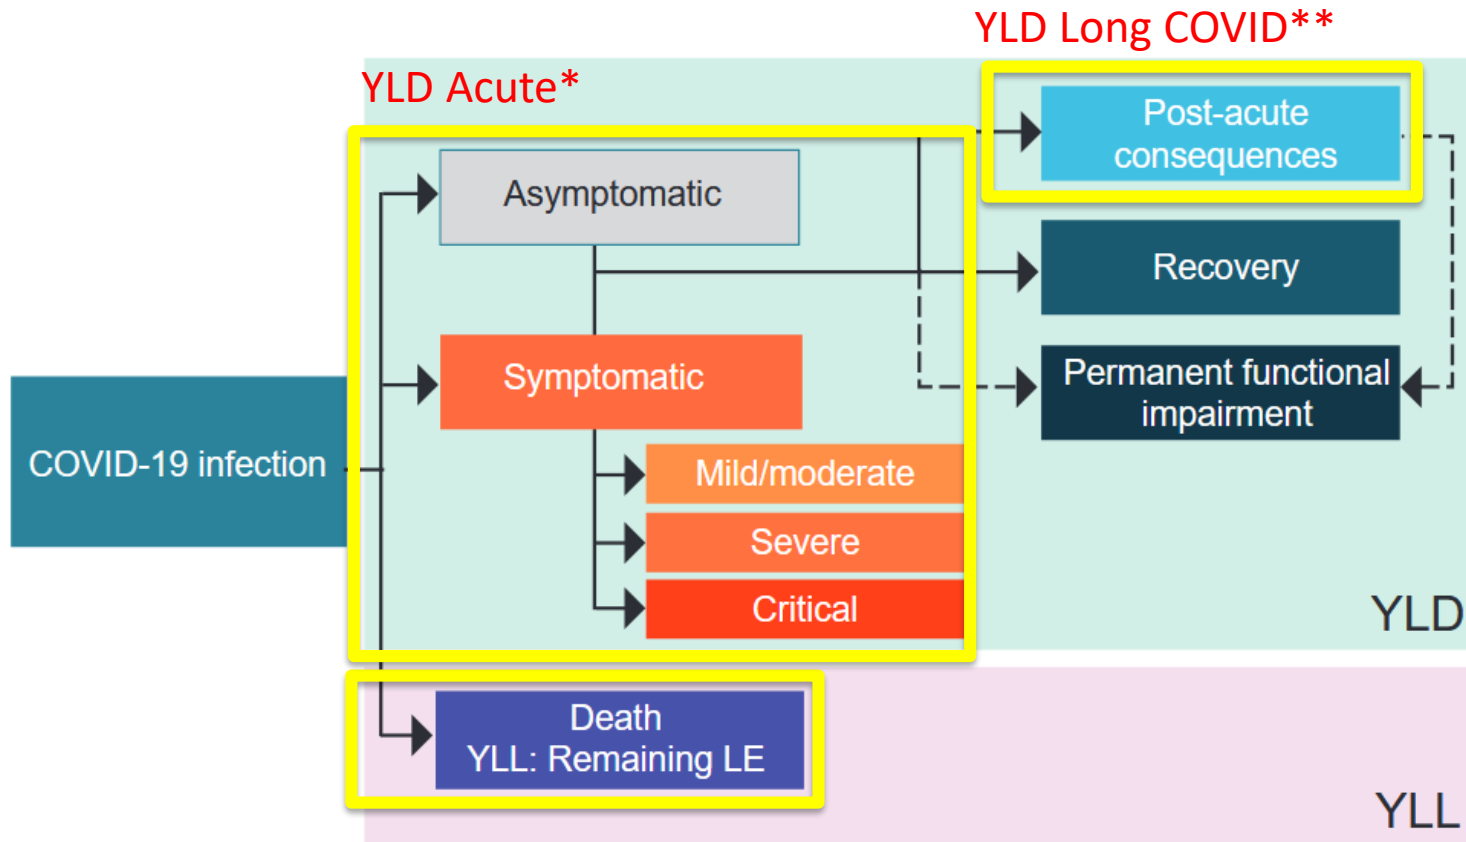 YLD Long COVID**
YLD Acute*
Post-acute
consequences
Asymptomatic
Recovery
Symptomatic
Permanent functional
impairment
COVID-19 infection
Mild/moderate
Severe
Critical
YLD
Death
YLL: Remaining LE
YLL